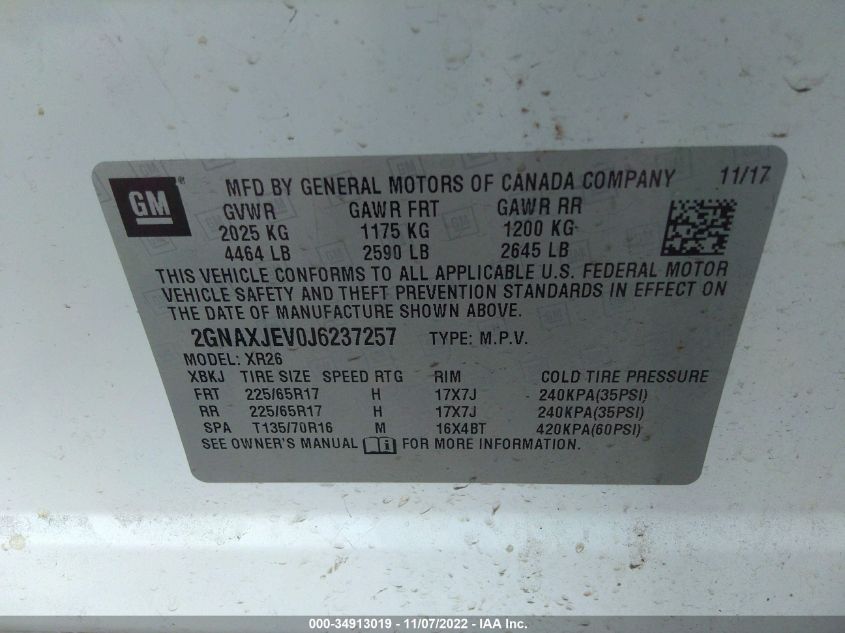 GM ® MFD BY GENERAL MOTORS OF CANADA COMPANY 11/17
GVWR GAWR FRT GAWR RR
2025 KG 1175 KG 1200 KG
4464 LB 2590 LB 2645 LB
THIS VEHICLE CONFORMS TO ALL APPLICABLE U.S. FEDERAL MOTOR
VEHICLE SAFETY AND THEFT PREVENTION STANDARDS IN EFFECT ON
THE DATE OF MANUFACTURE SHOWN ABOVE.
2GNAXJEV0J6237257 TYPE: M.P.V.
MODEL: XR26
XBKJ TIRE SIZE SPEED RTG RIM COLD TIRE PRESSURE
FRT 225/65R17 H 17X7J 240KPA(35PSI)
RR 225/65R17 H 17X7J 240KPA(35PSI)
SPA T135/70R16 M 16X4BT 420KPA(60PSI)
SEE OWNER'S MANUAL i FOR MORE INFORMATION.
000-34913019 - 11/07/2022 - IAA Inc.